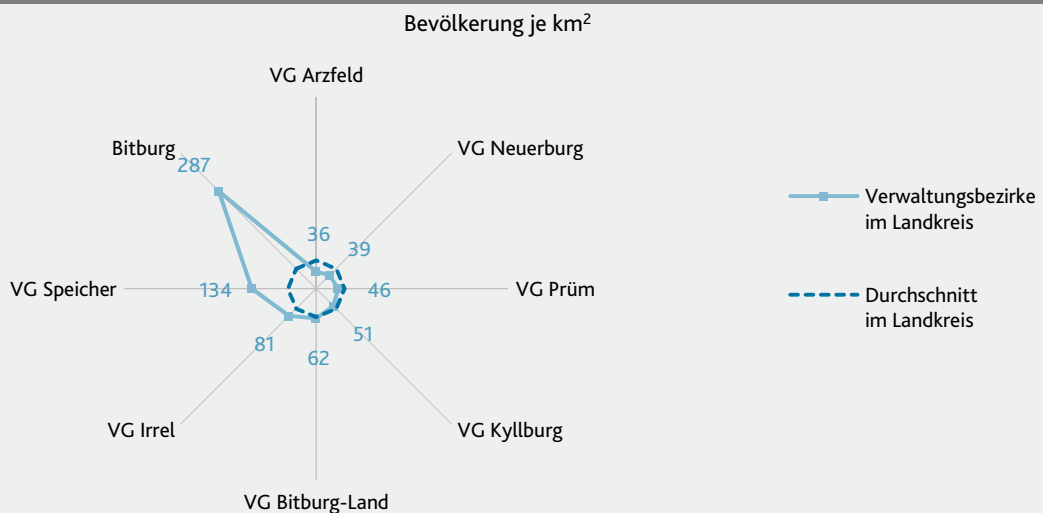 Bevölkerung je km²
VG Arzfeld
Bitburg
287
VG Neuerburg
Verwaltungsbezirke
im Landkreis
36
39
VG Speicher
134
46
VG Prüm
Durchschnitt
im Landkreis
81
62
51
VG Irrel
VG Kyllburg
VG Bitburg-Land